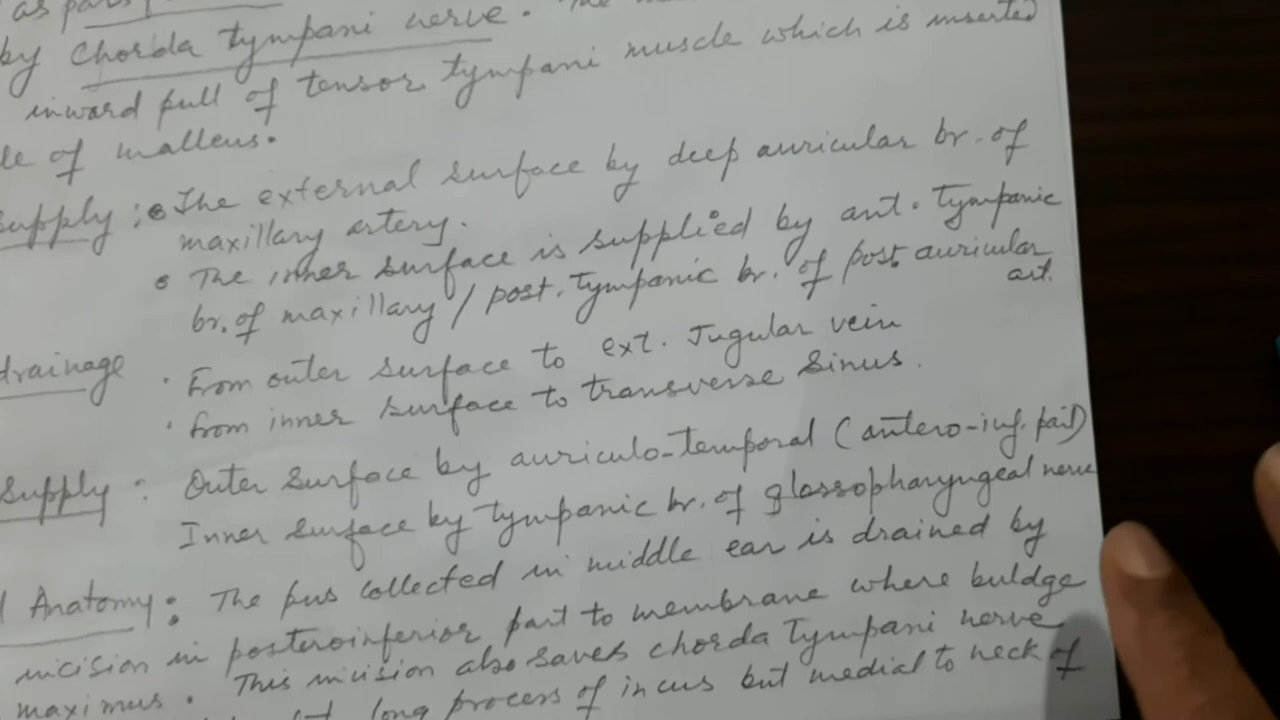 as pars
by Chorda tympani nerve. The
inward pull of tensor tympani muscle which is inserted
le of malleus.
supply : • The external surface by deep auricular br. of
maxillary artery.
• The inner surface is supplied by ant. Tympanic
br. of maxillary / post. Tympanic br. of post. auricular
art.
drainage · From outer surface to ext. Jugular vein
· from inner surface to transverse sinus.
Supply : Outer surface by auriculo-temporal (antero-inf. part)
Inner surface by tympanic br. of glossopharyngeal nerve
l Anatomy : The pus collected in middle ear is drained by
incision in posteroinferior part to membrane where buldge
maximus. This incision also saves chorda Tympani nerve
long process of incus but medial to neck of